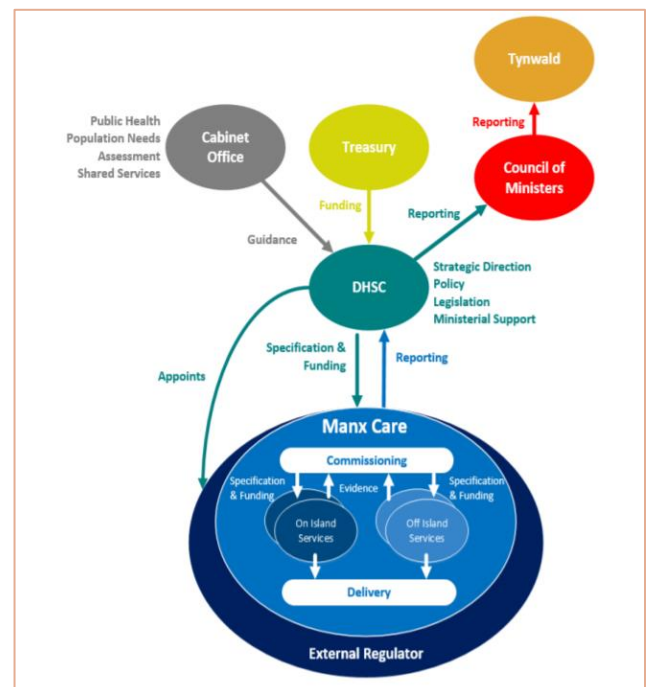 Tynwald
Public Health
Population Needs
Assessment
Shared Services
Cabinet
Office
Treasury
Reporting
Council of
Ministers
Funding
Reporting
Guidance
DHSC
Strategic Direction
Policy
Legislation
Ministerial Support
Appoints
Specification &
Funding
Reporting
Manx Care
Commissioning
Specification
& Funding
Evidence
Specification
& Funding
On Island
Services
Off Island
Services
Delivery
External Regulator